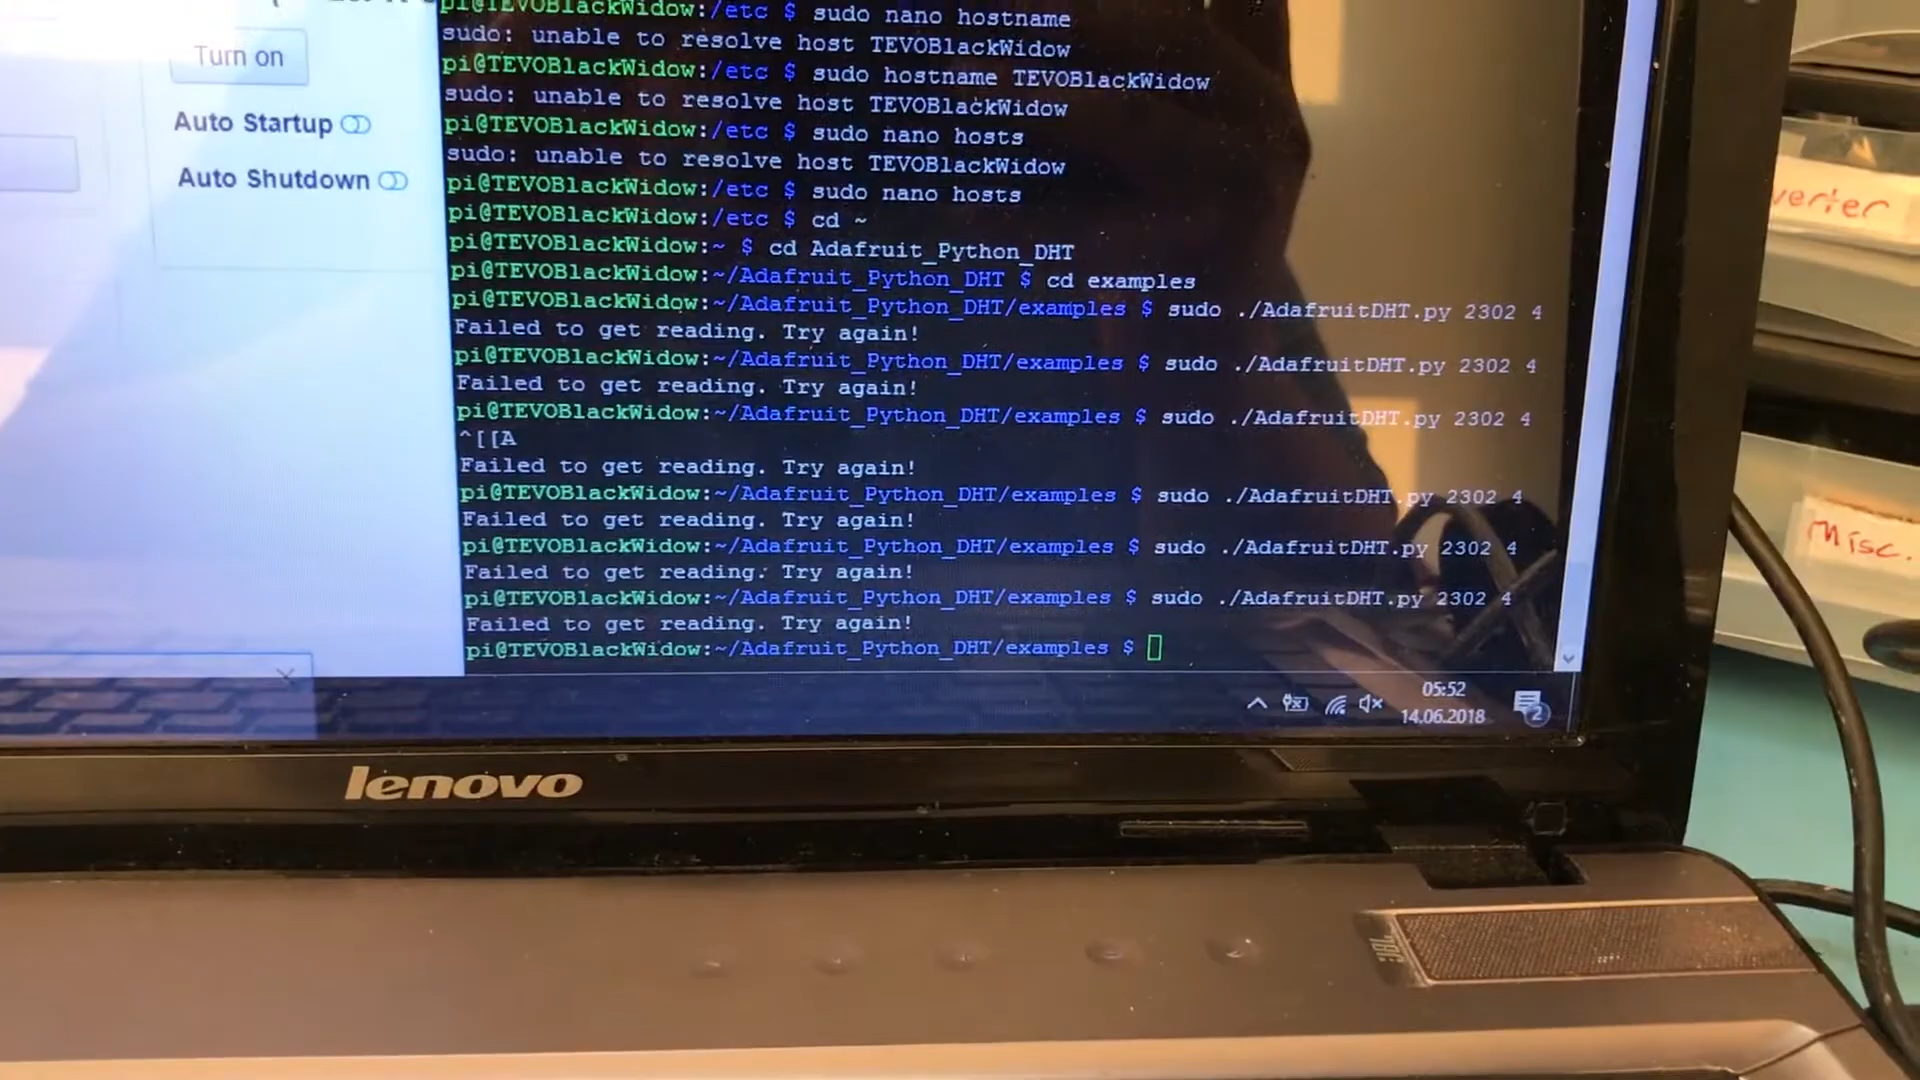 pi@TEVOBlackWidow:/etc $ sudo nano hostname
sudo: unable to resolve host TEVOBlackWidow
pi@TEVOBlackWidow:/etc $ sudo hostname TEVOBlackWidow
sudo: unable to resolve host TEVOBlackWidow
pi@TEVOBlackWidow:/etc $ sudo nano hosts
sudo: unable to resolve host TEVOBlackWidow
pi@TEVOBlackWidow:/etc $ sudo nano hosts
pi@TEVOBlackWidow:/etc $ cd ~
pi@TEVOBlackWidow:~ $ cd Adafruit_Python_DHT
pi@TEVOBlackWidow:~/Adafruit_Python_DHT $ cd examples
pi@TEVOBlackWidow:~/Adafruit_Python_DHT/examples $ sudo ./AdafruitDHT.py 2302 4
Failed to get reading. Try again!
pi@TEVOBlackWidow:~/Adafruit_Python_DHT/examples $ sudo ./AdafruitDHT.py 2302 4
Failed to get reading. Try again!
pi@TEVOBlackWidow:~/Adafruit_Python_DHT/examples $ sudo ./AdafruitDHT.py 2302 4
^[[A
Failed to get reading. Try again!
pi@TEVOBlackWidow:~/Adafruit_Python_DHT/examples $ sudo ./AdafruitDHT.py 2302 4
Failed to get reading. Try again!
pi@TEVOBlackWidow:~/Adafruit_Python_DHT/examples $ sudo ./AdafruitDHT.py 2302 4
Failed to get reading. Try again!
pi@TEVOBlackWidow:~/Adafruit_Python_DHT/examples $ sudo ./AdafruitDHT.py 2302 4
Failed to get reading. Try again!
pi@TEVOBlackWidow:~/Adafruit_Python_DHT/examples $
Turn on
Auto Startup
Auto Shutdown
05:52
14.06.2018
2
lenovo
JBL
verter
Misc.